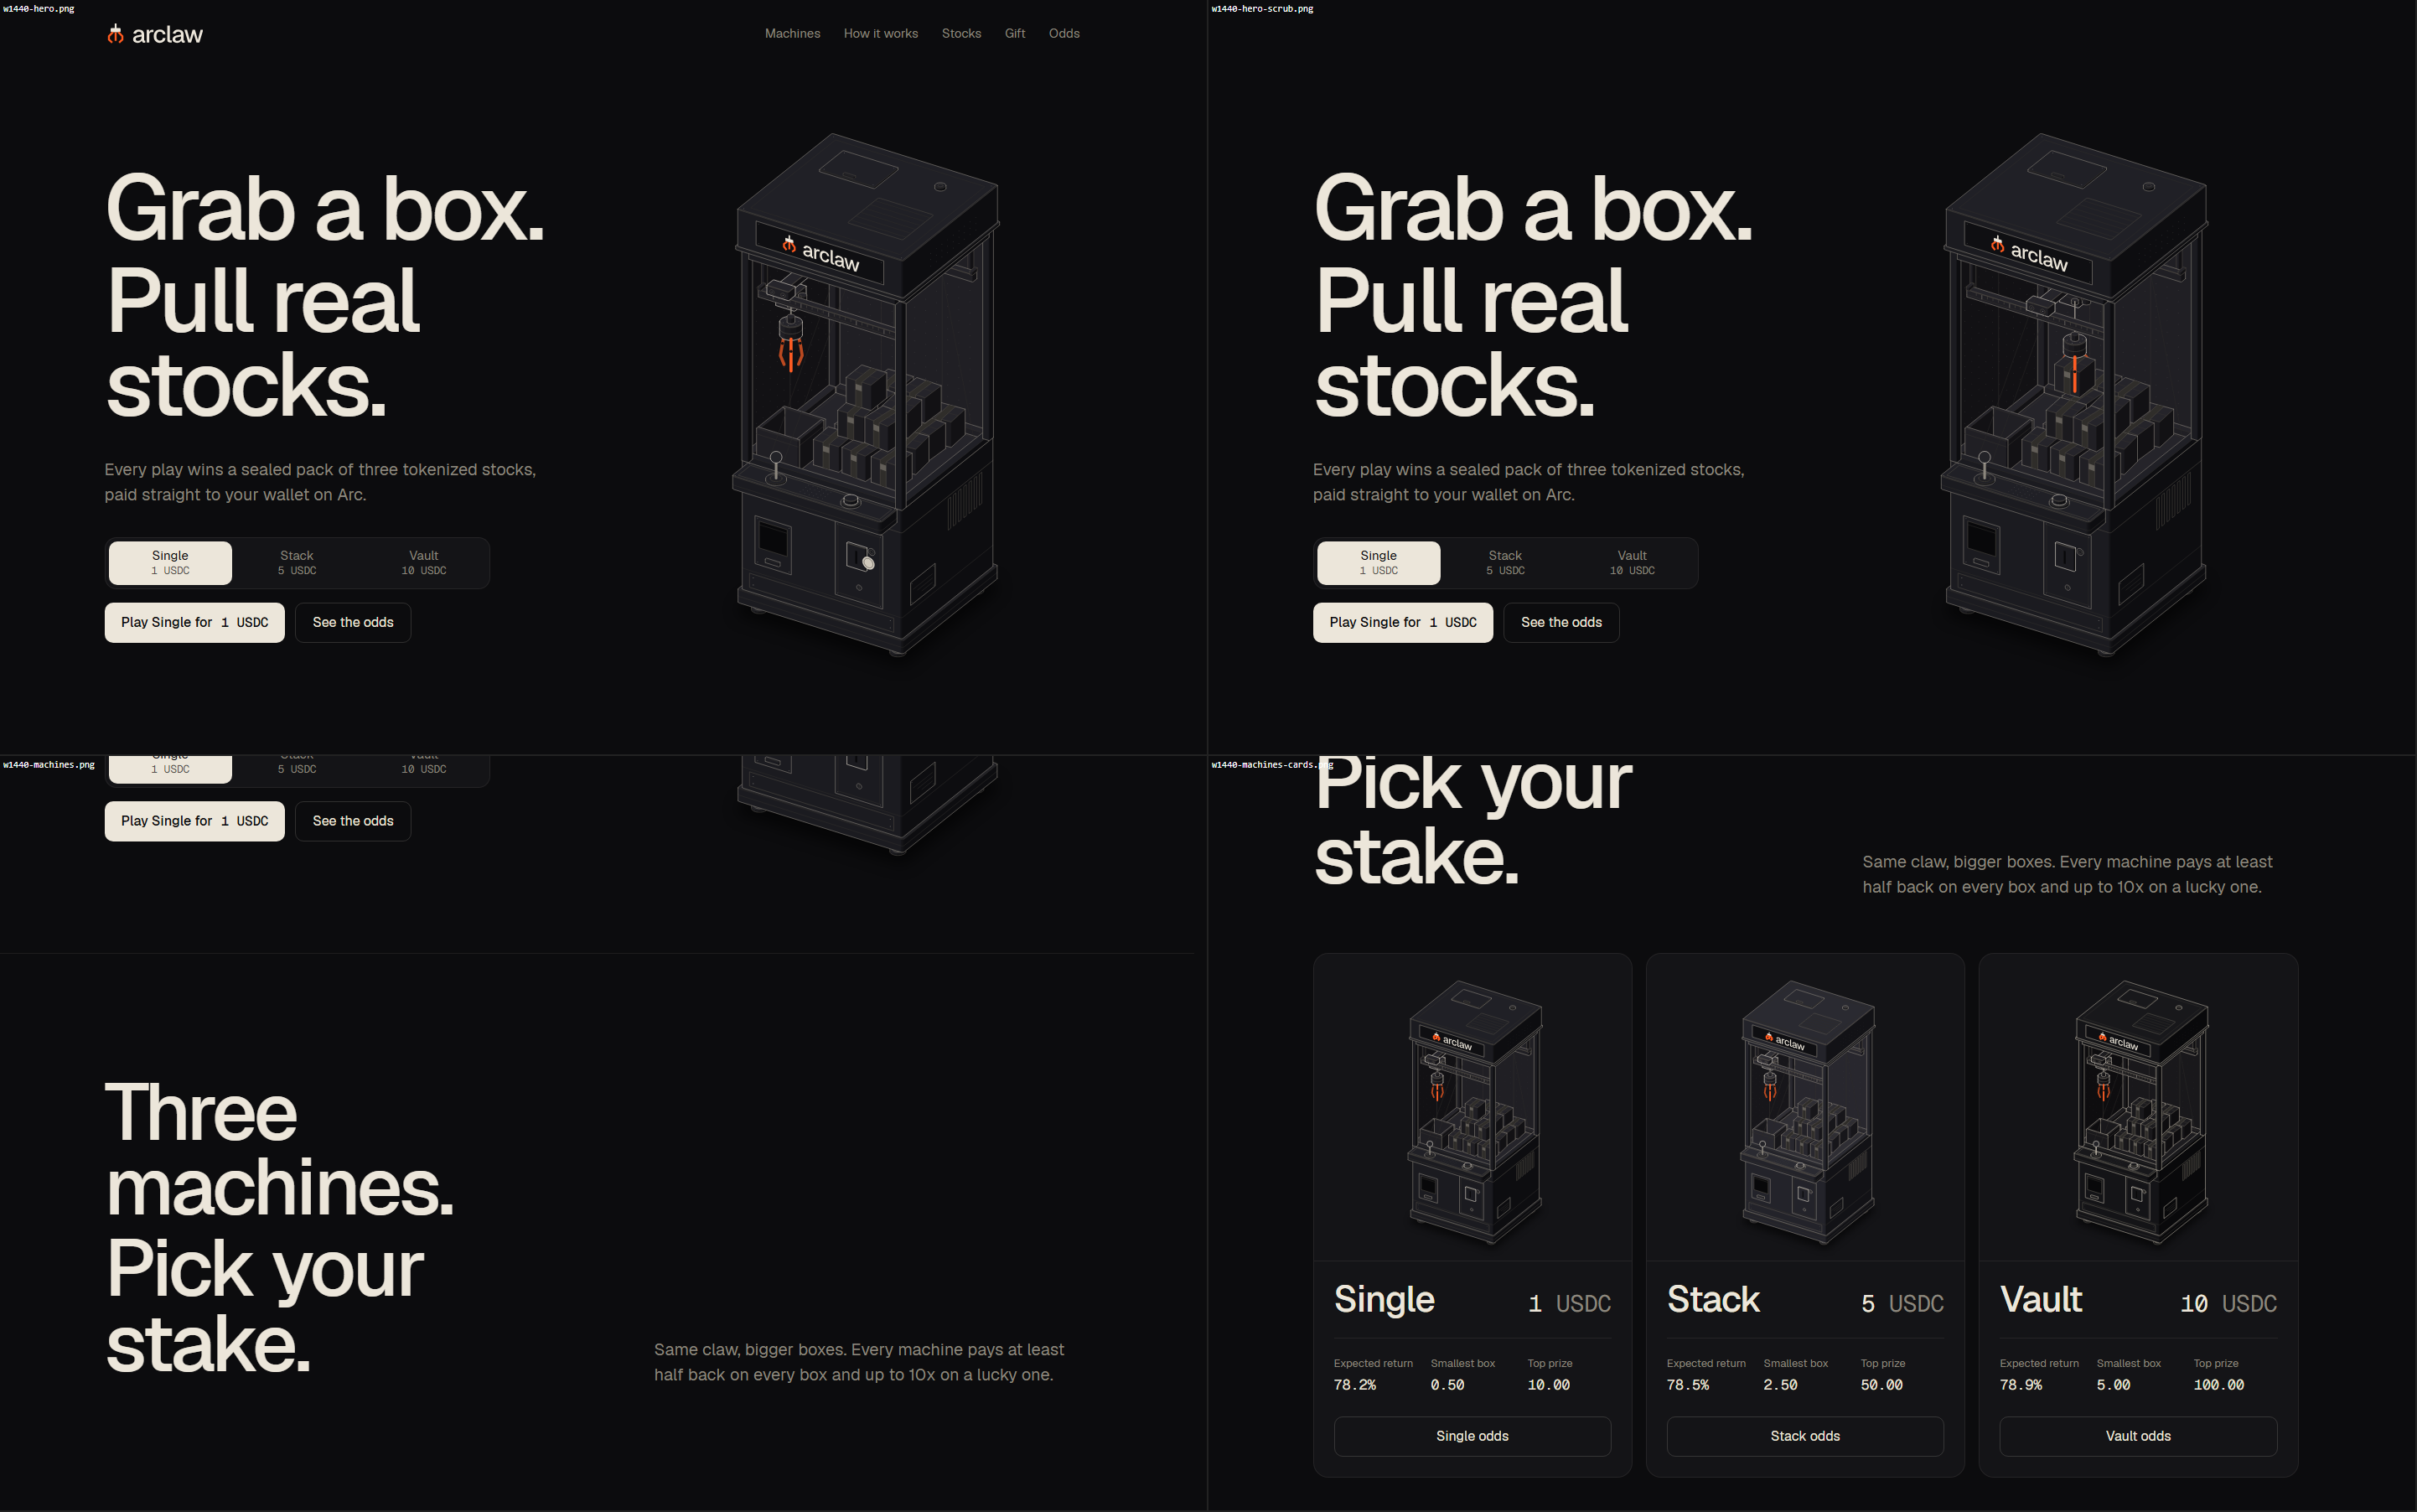 w1440-hero.png
arclaw
Machines How it works Stocks Gift Odds
Grab a box.
Pull real
stocks.
Every play wins a sealed pack of three tokenized stocks,
paid straight to your wallet on Arc.
Single Stack Vault
1 USDC 5 USDC 10 USDC
Play Single for 1 USDC See the odds
arclaw
w1440-hero-scrub.png
Grab a box.
Pull real
stocks.
Every play wins a sealed pack of three tokenized stocks,
paid straight to your wallet on Arc.
Single Stack Vault
1 USDC 5 USDC 10 USDC
Play Single for 1 USDC See the odds
arclaw
w1440-machines.png
Single Stack Vault
1 USDC 5 USDC 10 USDC
Play Single for 1 USDC See the odds
Three
machines.
Pick your
stake.
Same claw, bigger boxes. Every machine pays at least
half back on every box and up to 10x on a lucky one.
w1440-machines-cards.png
Pick your
stake.
Same claw, bigger boxes. Every machine pays at least
half back on every box and up to 10x on a lucky one.
arclaw
Single 1 USDC
Expected return Smallest box Top prize
78.2% 0.50 10.00
Single odds
arclaw
Stack 5 USDC
Expected return Smallest box Top prize
78.5% 2.50 50.00
Stack odds
arclaw
Vault 10 USDC
Expected return Smallest box Top prize
78.9% 5.00 100.00
Vault odds